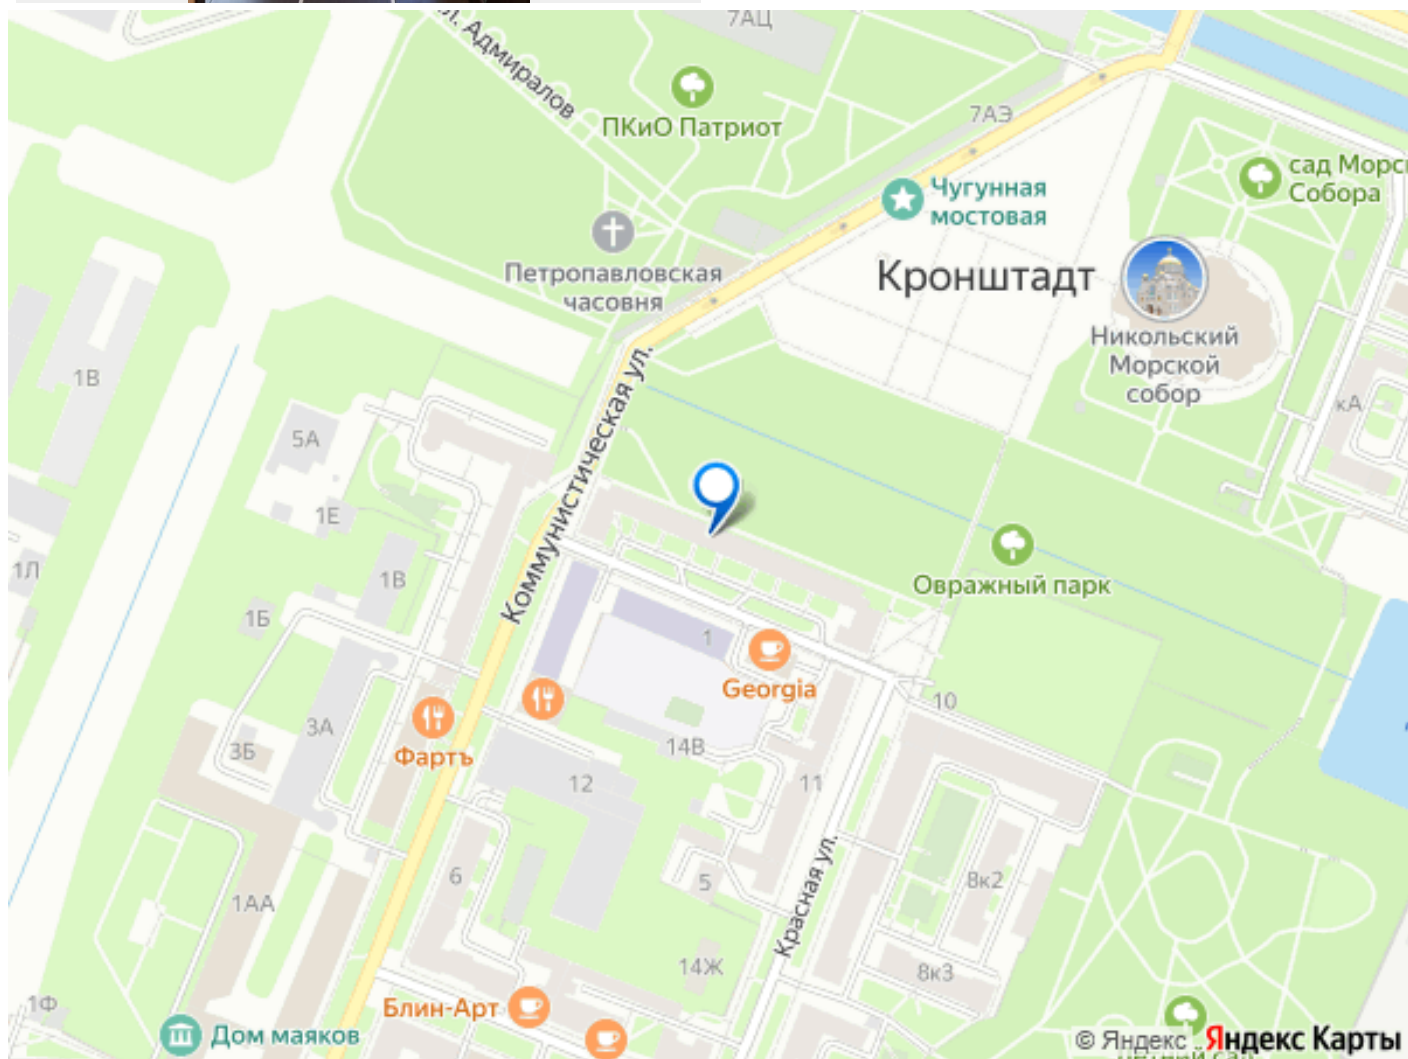 7АЦ
л. Адмиралов
ПКиО Патриот
7АЭ
Чугунная
мостовая
сад Морс
Собора
Петропавловская
часовня
Кронштадт
Никольский
Морской
собор
кА
1В
5А
1Е
1Л
1В
1Б
Коммунистическая ул.
Овражный парк
1
Georgia
10
3А
3Б
Фартъ
14В
12
11
6
5
8к2
1АА
Красная ул.
14Ж
8к3
1Ф
Блин-Арт
Дом маяков
© Яндекс Яндекс Карты